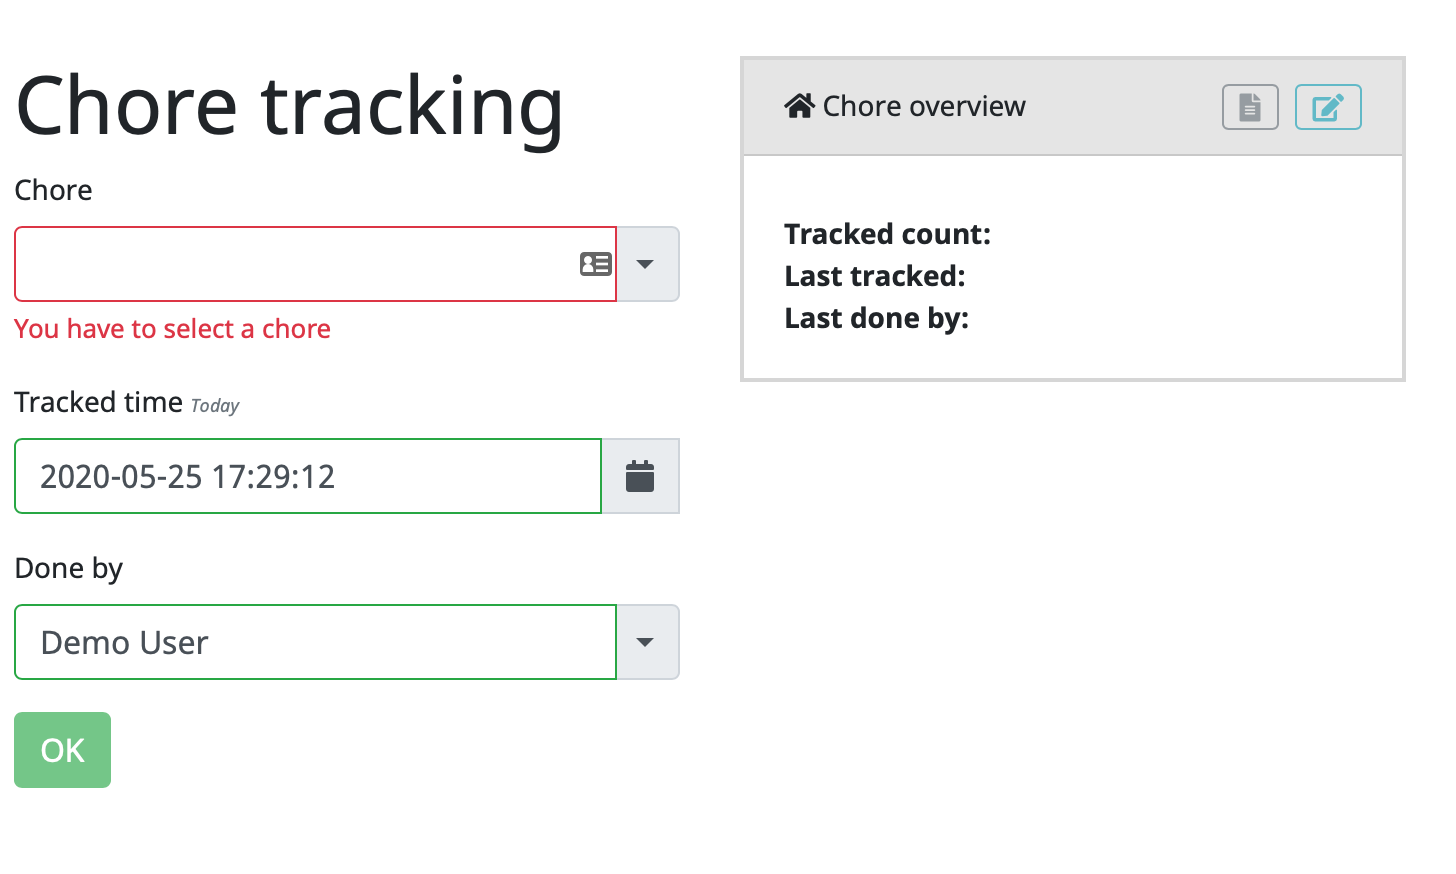 Chore tracking
Chore
You have to select a chore
Tracked time Today
2020-05-25 17:29:12
Done by
Demo User
OK
Chore overview
Tracked count:
Last tracked:
Last done by: